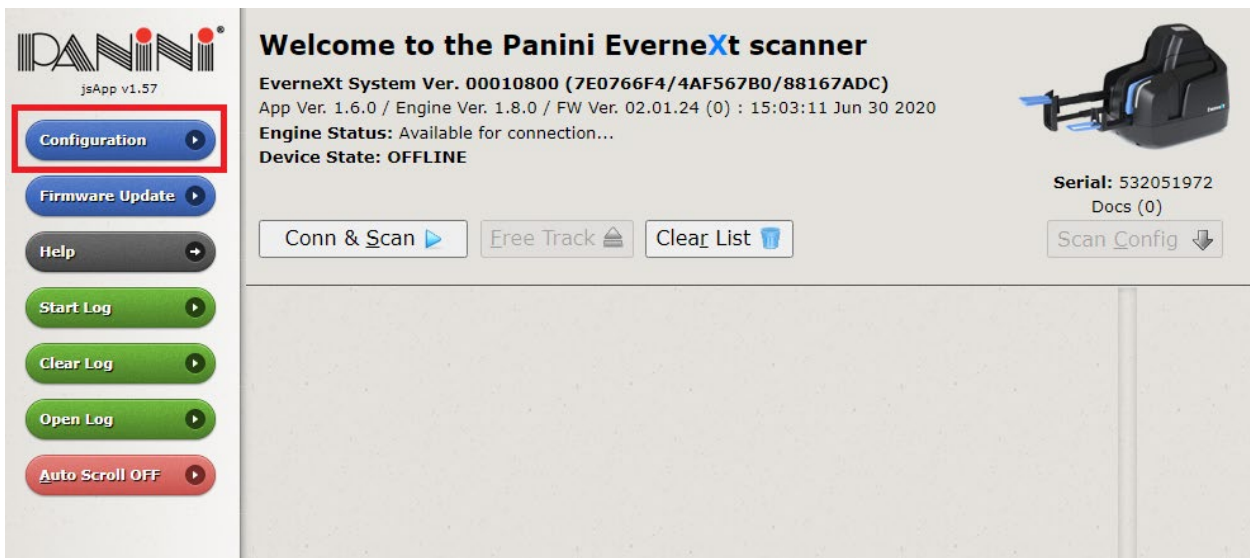 PANINI®
jsApp v1.57
Configuration
Firmware Update
Help
Start Log
Clear Log
Open Log
Auto Scroll OFF
Welcome to the Panini EverneXt scanner
EverneXt System Ver. 00010800 (7E0766F4/4AF567B0/88167ADC)
App Ver. 1.6.0 / Engine Ver. 1.8.0 / FW Ver. 02.01.24 (0) : 15:03:11 Jun 30 2020
Engine Status: Available for connection...
Device State: OFFLINE
Serial: 532051972
Docs (0)
Conn & Scan
Free Track
Clear List
Scan Config